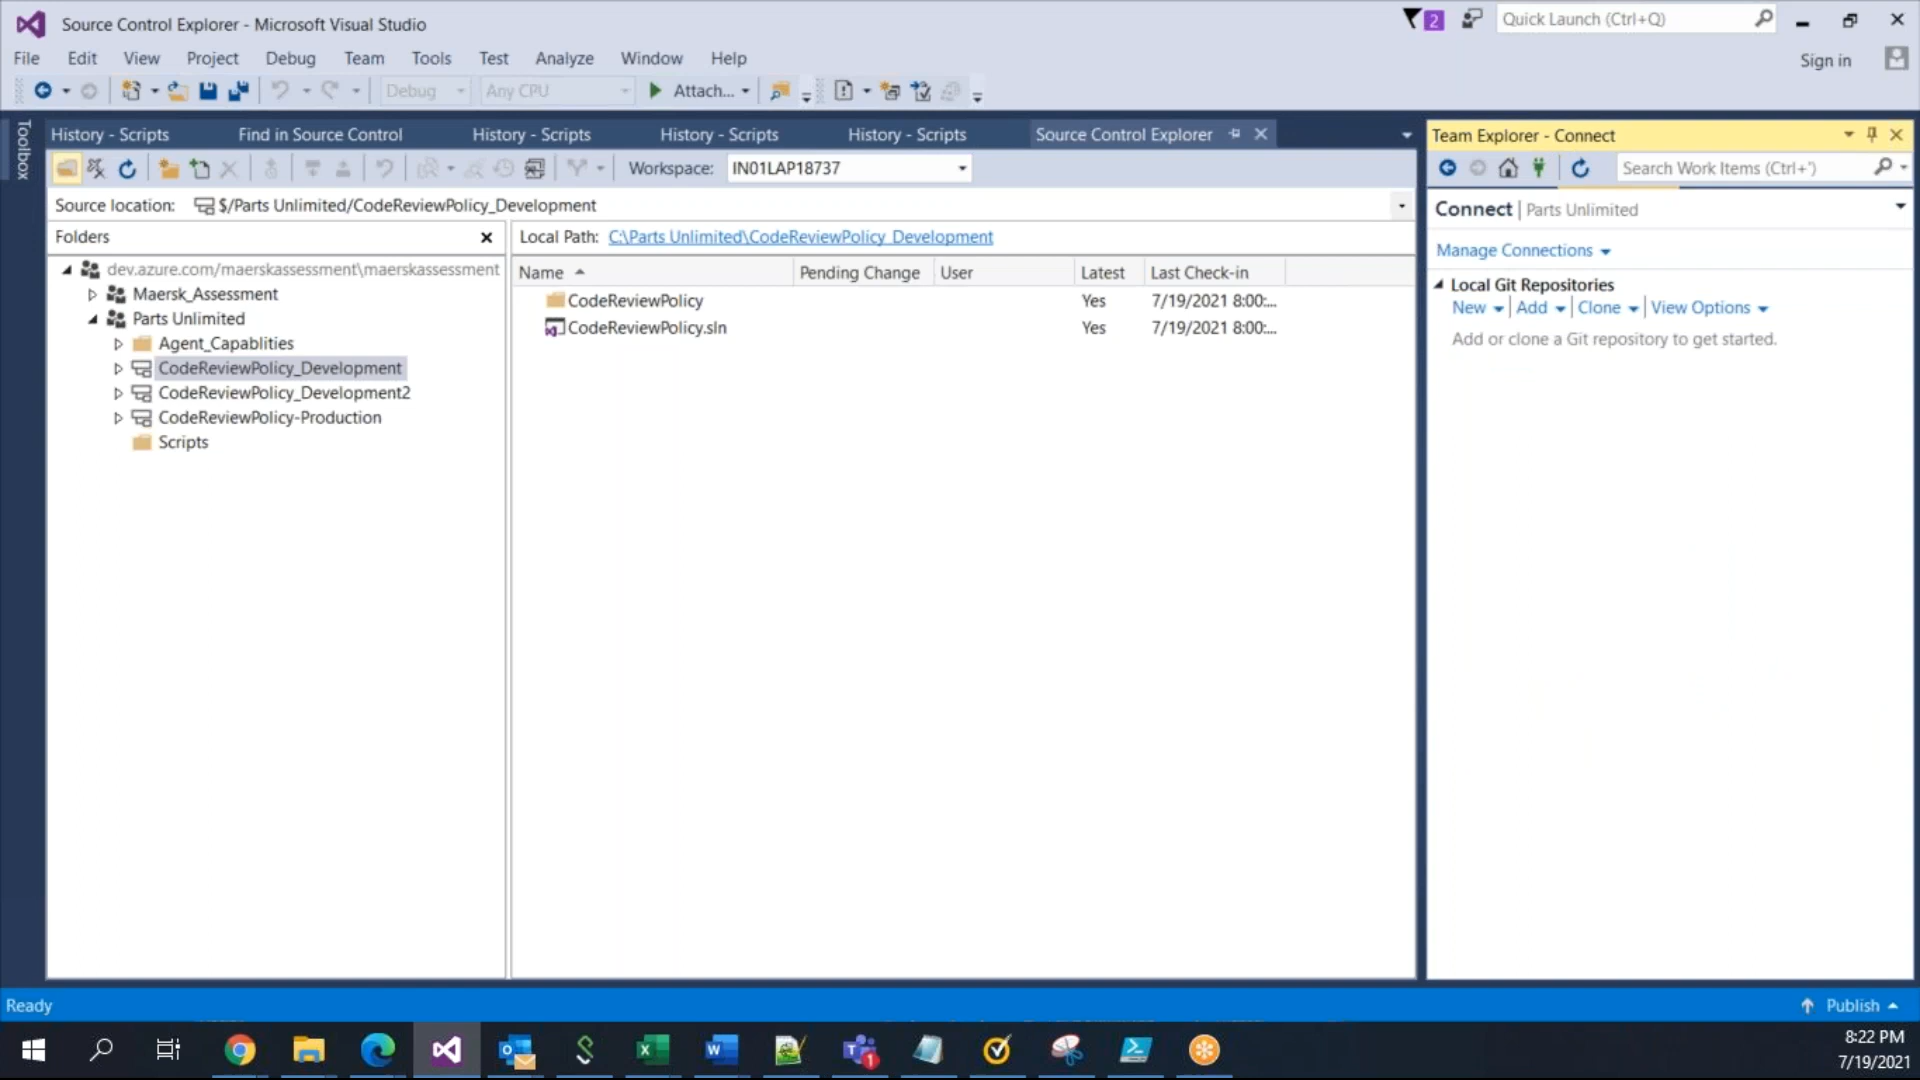 Source Control Explorer - Microsoft Visual Studio
2
Quick Launch (Ctrl+Q)
File Edit View Project Debug Team Tools Test Analyze Window Help
Sign in
Debug Any CPU Attach...
Toolbox
History - Scripts Find in Source Control History - Scripts History - Scripts History - Scripts Source Control Explorer
Workspace: IN01LAP18737
Source location: $/Parts Unlimited/CodeReviewPolicy_Development
Folders
dev.azure.com/maerskassessment\maerskassessment
Maersk_Assessment
Parts Unlimited
Agent_Capablities
CodeReviewPolicy_Development
CodeReviewPolicy_Development2
CodeReviewPolicy-Production
Scripts
Local Path: C:\Parts Unlimited\CodeReviewPolicy_Development
Name Pending Change User Latest Last Check-in
CodeReviewPolicy Yes 7/19/2021 8:00:...
CodeReviewPolicy.sln Yes 7/19/2021 8:00:...
Team Explorer - Connect
Search Work Items (Ctrl+')
Connect | Parts Unlimited
Manage Connections
Local Git Repositories
New Add Clone View Options
Add or clone a Git repository to get started.
Ready
Publish
8:22 PM
7/19/2021